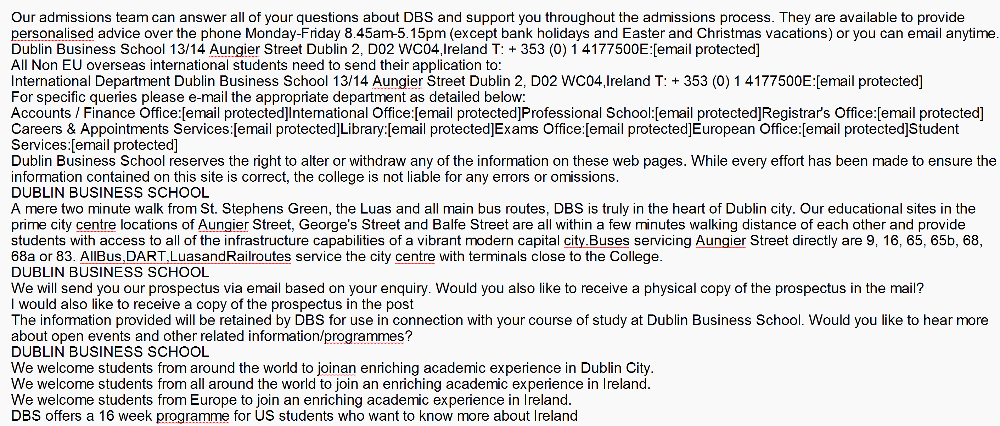 Our admissions team can answer all of your questions about DBS and support you throughout the admissions process. They are available to provide
personalised advice over the phone Monday-Friday 8.45am-5.15pm (except bank holidays and Easter and Christmas vacations) or you can email anytime.
Dublin Business School 13/14 Aungier Street Dublin 2, D02 WC04,Ireland T: + 353 (0) 1 4177500E:[email protected]
All Non EU overseas international students need to send their application to:
International Department Dublin Business School 13/14 Aungier Street Dublin 2, D02 WC04,Ireland T: + 353 (0) 1 4177500E:[email protected]
For specific queries please e-mail the appropriate department as detailed below:
Accounts / Finance Office:[email protected]International Office:[email protected]Professional School:[email protected]Registrar's Office:[email protected]
Careers & Appointments Services:[email protected]Library:[email protected]Exams Office:[email protected]European Office:[email protected]Student
Services:[email protected]
Dublin Business School reserves the right to alter or withdraw any of the information on these web pages. While every effort has been made to ensure the
information contained on this site is correct, the college is not liable for any errors or omissions.
DUBLIN BUSINESS SCHOOL
A mere two minute walk from St. Stephens Green, the Luas and all main bus routes, DBS is truly in the heart of Dublin city. Our educational sites in the
prime city centre locations of Aungier Street, George's Street and Balfe Street are all within a few minutes walking distance of each other and provide
students with access to all of the infrastructure capabilities of a vibrant modern capital city.Buses servicing Aungier Street directly are 9, 16, 65, 65b, 68,
68a or 83. AllBus,DART,LuasandRailroutes service the city centre with terminals close to the College.
DUBLIN BUSINESS SCHOOL
We will send you our prospectus via email based on your enquiry. Would you also like to receive a physical copy of the prospectus in the mail?
I would also like to receive a copy of the prospectus in the post
The information provided will be retained by DBS for use in connection with your course of study at Dublin Business School. Would you like to hear more
about open events and other related information/programmes?
DUBLIN BUSINESS SCHOOL
We welcome students from around the world to joinan enriching academic experience in Dublin City.
We welcome students from all around the world to join an enriching academic experience in Ireland.
We welcome students from Europe to join an enriching academic experience in Ireland.
DBS offers a 16 week programme for US students who want to know more about Ireland